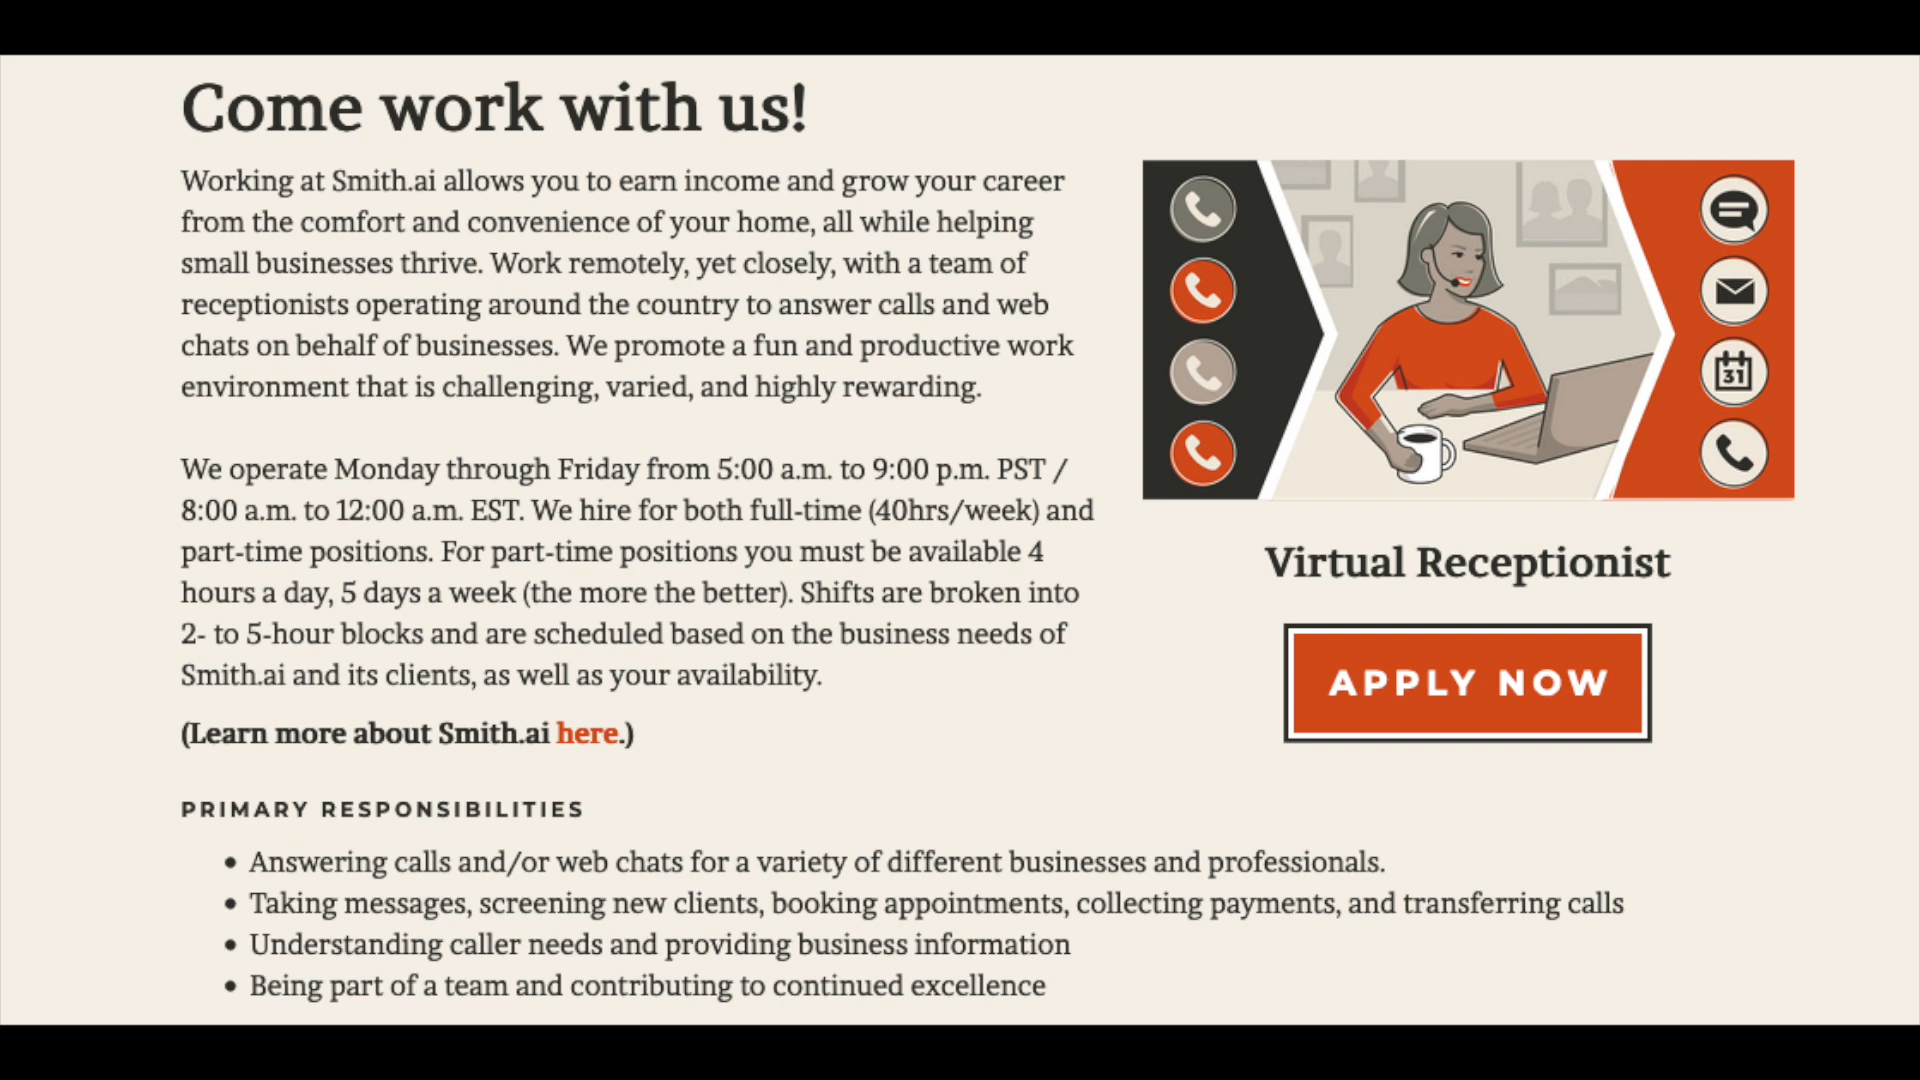 Come work with us!
Working at Smith.ai allows you to earn income and grow your career
from the comfort and convenience of your home, all while helping
small businesses thrive. Work remotely, yet closely, with a team of
receptionists operating around the country to answer calls and web
chats on behalf of businesses. We promote a fun and productive work
environment that is challenging, varied, and highly rewarding.
We operate Monday through Friday from 5:00 a.m. to 9:00 p.m. PST /
8:00 a.m. to 12:00 a.m. EST. We hire for both full-time (40hrs/week) and
part-time positions. For part-time positions you must be available 4
hours a day, 5 days a week (the more the better). Shifts are broken into
2- to 5-hour blocks and are scheduled based on the business needs of
Smith.ai and its clients, as well as your availability.
(Learn more about Smith.ai here.)
31
Virtual Receptionist
APPLY NOW
PRIMARY RESPONSIBILITIES
• Answering calls and/or web chats for a variety of different businesses and professionals.
• Taking messages, screening new clients, booking appointments, collecting payments, and transferring calls
• Understanding caller needs and providing business information
• Being part of a team and contributing to continued excellence